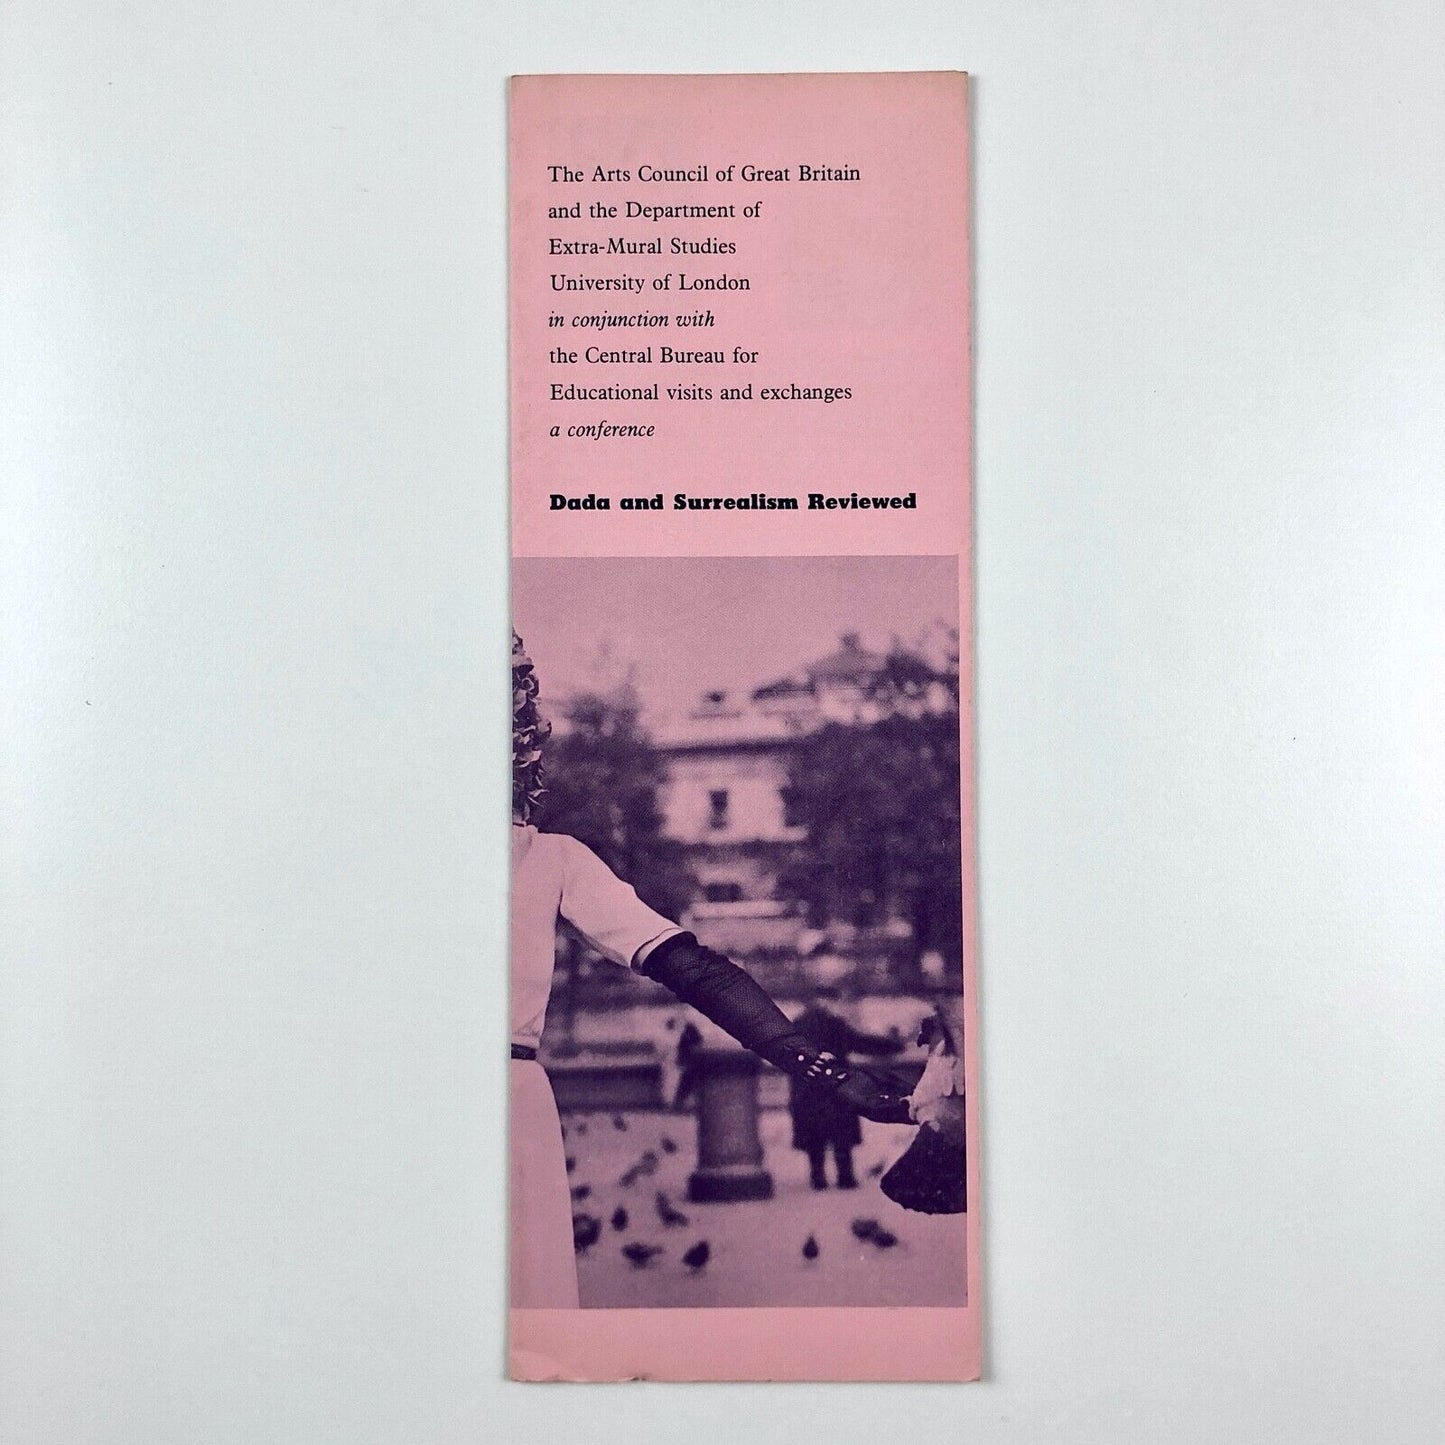 The Arts Council of Great Britain
and the Department of
Extra-Mural Studies
University of London
in conjunction with
the Central Bureau for
Educational visits and exchanges
a conference
Dada and Surrealism Reviewed